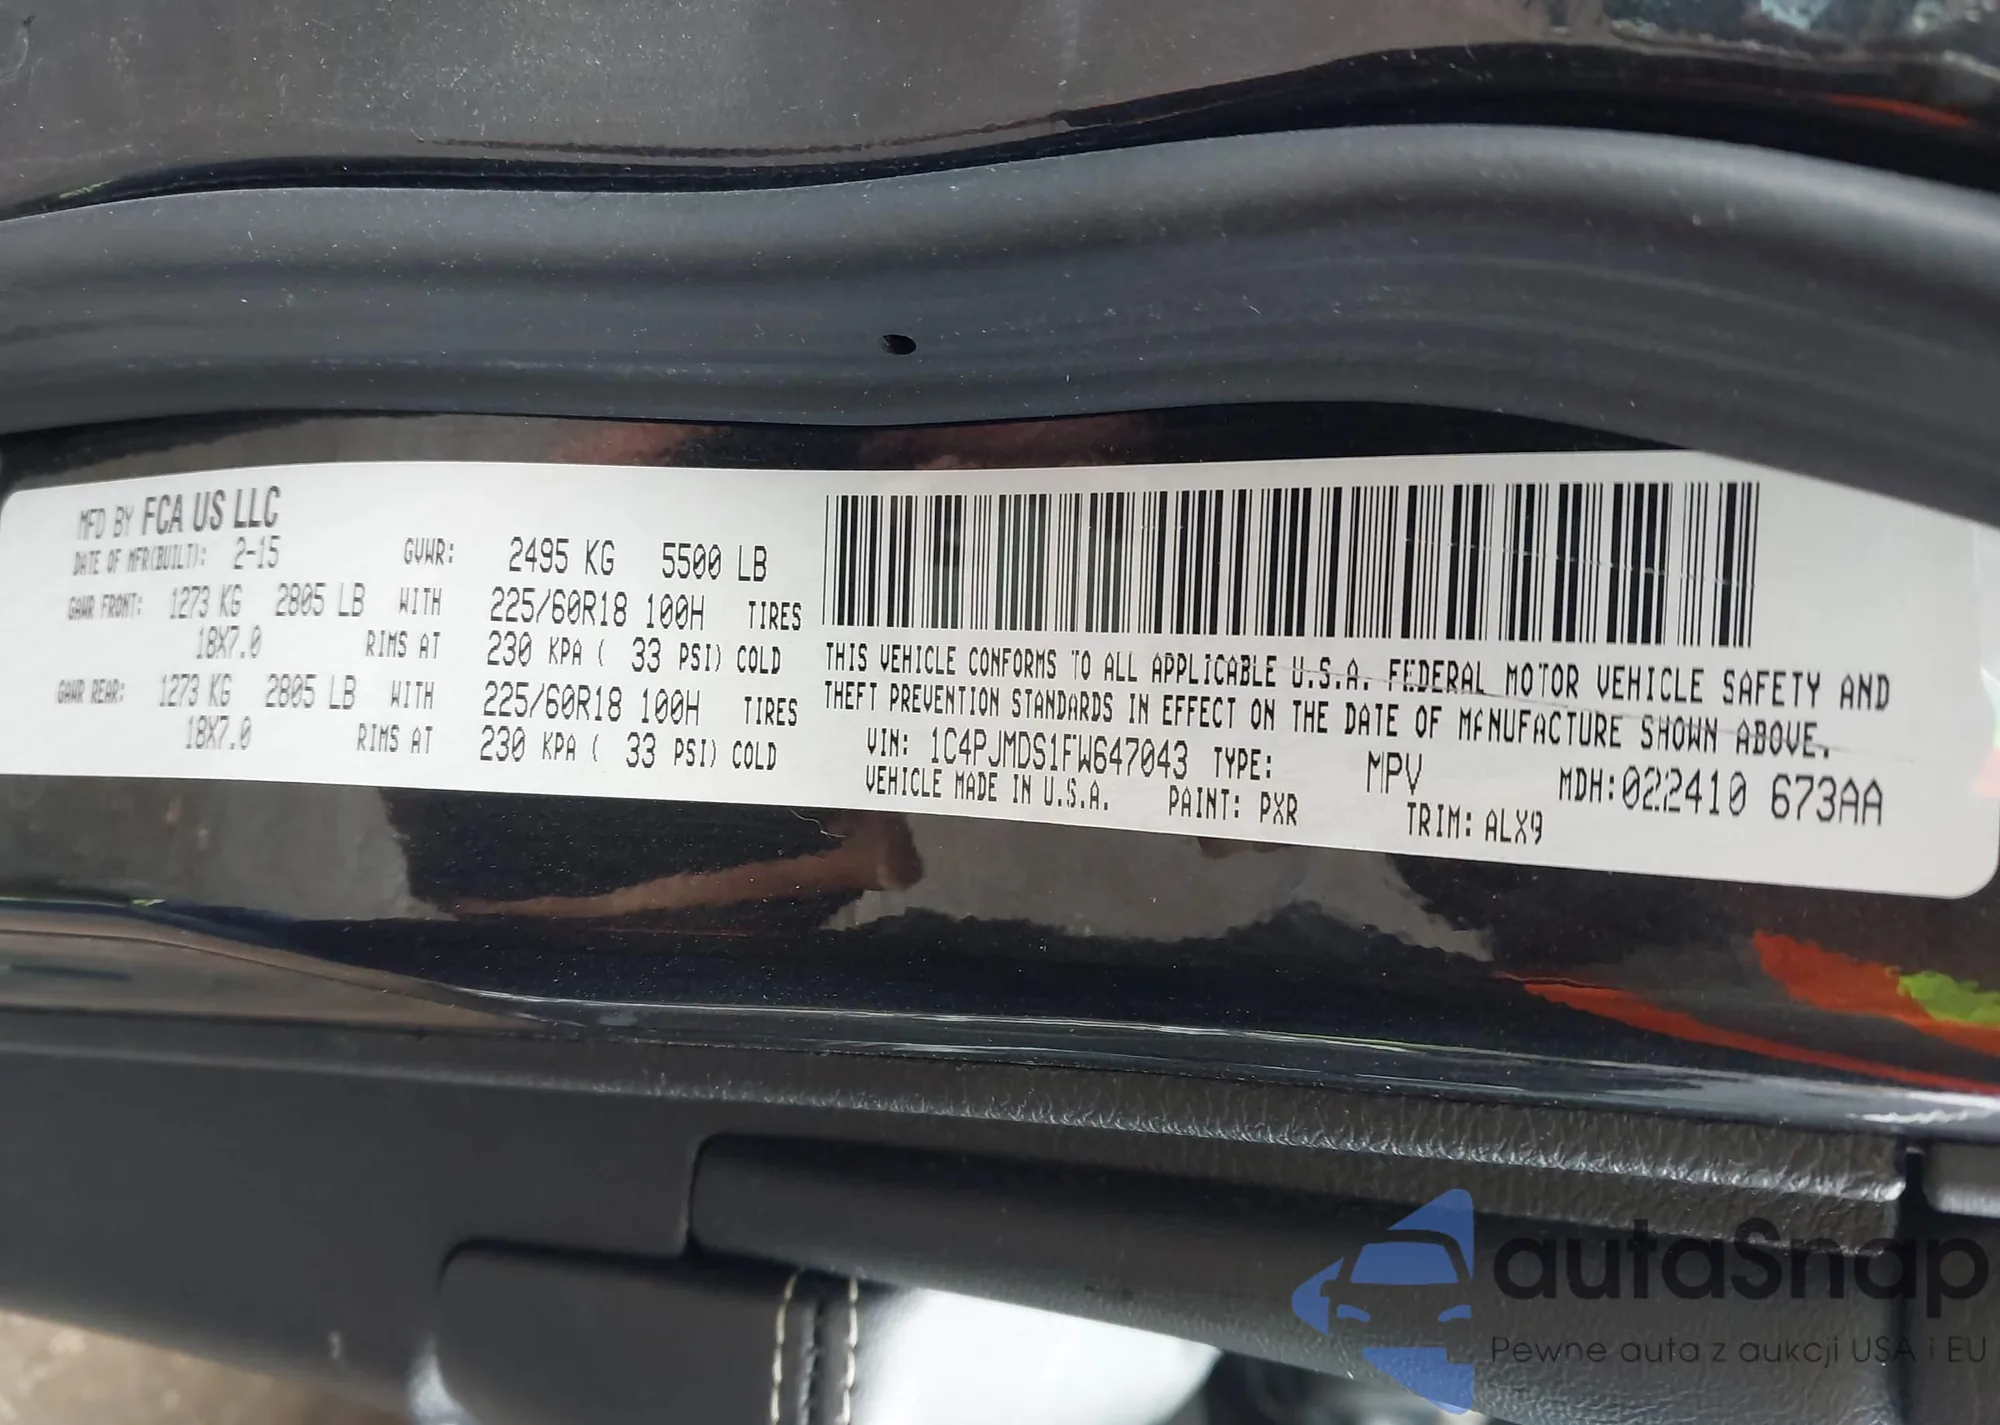 MFD BY FCA US LLC
DATE OF MFR(BUILT): 2-15 GVWR: 2495 KG 5500 LB
GAWR FRONT: 1273 KG 2805 LB WITH 225/60R18 100H TIRES
18X7.0 RIMS AT 230 KPA ( 33 PSI) COLD
GAWR REAR: 1273 KG 2805 LB WITH 225/60R18 100H TIRES
18X7.0 RIMS AT 230 KPA ( 33 PSI) COLD
THIS VEHICLE CONFORMS TO ALL APPLICABLE U.S.A. FEDERAL MOTOR VEHICLE SAFETY AND
THEFT PREVENTION STANDARDS IN EFFECT ON THE DATE OF MANUFACTURE SHOWN ABOVE.
VIN: 1C4PJMDS1FW647043 TYPE: MPV MDH:022410 673AA
VEHICLE MADE IN U.S.A. PAINT: PXR TRIM: ALX9
autaSnap
Pewne auta z aukcji USA i EU